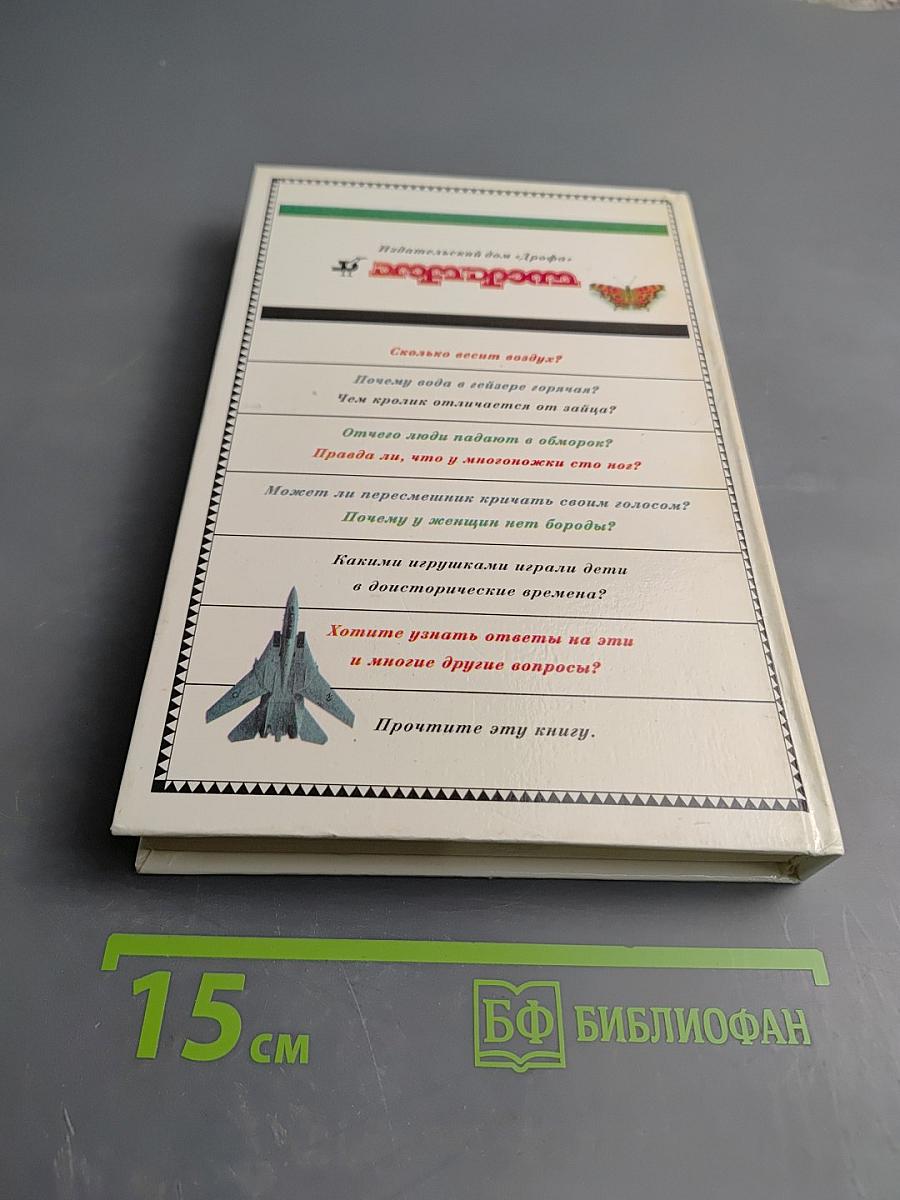 Издательский дом «Дрофа»
Сколько весит воздух?
Почему вода в гейзере горячая?
Чем кролик отличается от зайца?
Отчего люди падают в обморок?
Правда ли, что у многоножки сто ног?
Может ли пересмешник кричать своим голосом?
Почему у женщин нет бороды?
Какими игрушками играли дети
в доисторические времена?
Хотите узнать ответы на эти
и многие другие вопросы?
Прочтите эту книгу.
15 см
БФ БИБЛИОФАН